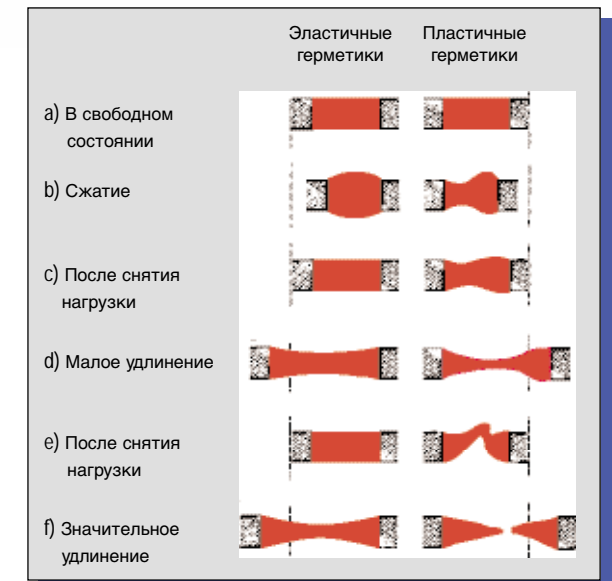 Эластичные
герметики
Пластичные
герметики
a) В свободном
состоянии
b) Сжатие
c) После снятия
нагрузки
d) Малое удлинение
e) После снятия
нагрузки
f) Значительное
удлинение